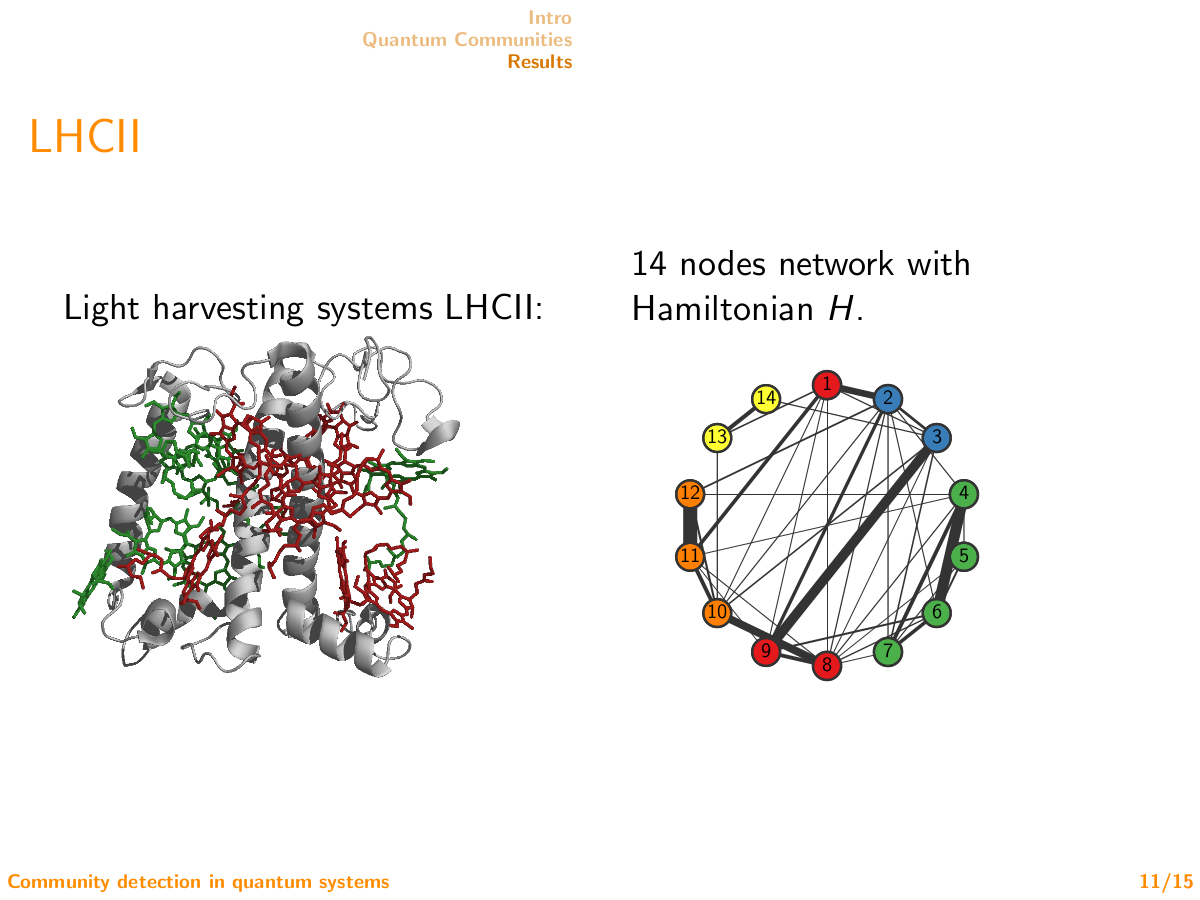 Intro
Quantum Communities
Results
LHCII
Light harvesting systems LHCII:
14 nodes network with
Hamiltonian H.
1
2
3
4
5
6
7
8
9
10
11
12
13
14
Community detection in quantum systems
11/15